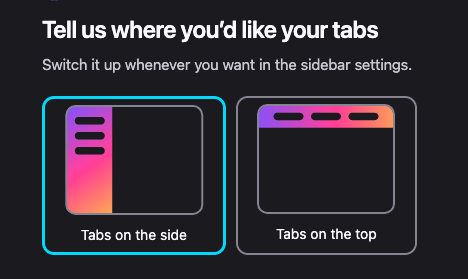 Tell us where you’d like your tabs
Switch it up whenever you want in the sidebar settings.
Tabs on the side
Tabs on the top